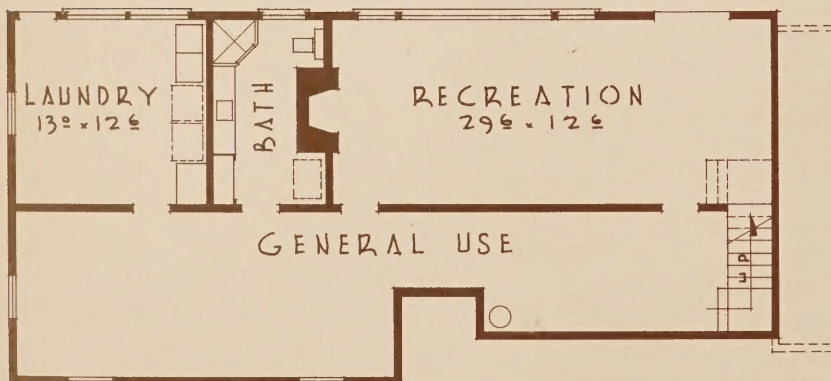 LAUNDRY
13⁰ x 12⁶
BATH
RECREATION
29⁶ x 12⁶
GENERAL USE
UP